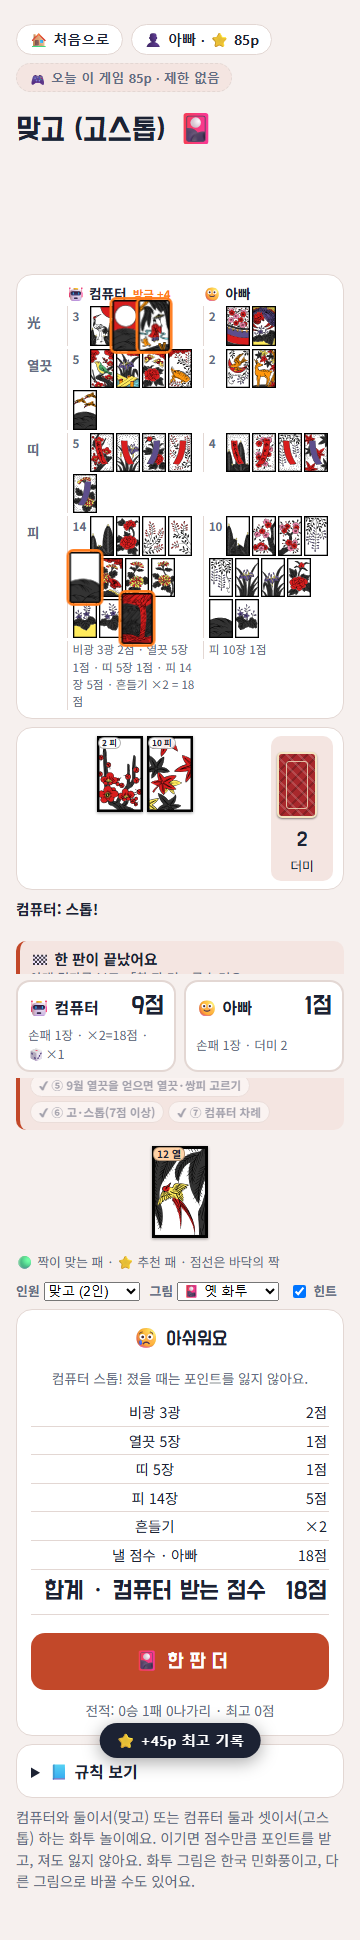 처음으로
아빠 · 85p
오늘 이 게임 85p · 제한 없음
맞고 (고스톱)
컴퓨터 방금 +4
아빠
光
3
2
열끗
5
2
띠
5
4
피
14
10
비광 3광 2점 · 열끗 5장
1점 · 띠 5장 1점 · 피 14
장 5점 · 흔들기 ×2 = 18
점
피 10장 1점
2 피
10 피
2
더미
컴퓨터: 스톱!
한 판이 끝났어요
컴퓨터 9점
손패 1장 · ×2=18점 ·
×1
아빠 1점
손패 1장 · 더미 2
✓ ⑤ 9월 열끗을 얻으면 열끗·쌍피 고르기
✓ ⑥ 고·스톱(7점 이상)
✓ ⑦ 컴퓨터 차례
12 열
짝이 맞는 패 · 추천 패 · 점선은 바닥의 짝
인원 맞고 (2인) 그림 옛 화투 힌트
아쉬워요
컴퓨터 스톱! 졌을 때는 포인트를 잃지 않아요.
비광 3광 2점
열끗 5장 1점
띠 5장 1점
피 14장 5점
흔들기 ×2
낼 점수 · 아빠 18점
합계 · 컴퓨터 받는 점수 18점
한 판 더
전적: 0승 1패 0나가리 · 최고 0점
+45p 최고 기록
규칙 보기
컴퓨터와 둘이서(맞고) 또는 컴퓨터 둘과 셋이서(고스
톱) 하는 화투 놀이예요. 이기면 점수만큼 포인트를 받
고, 져도 잃지 않아요. 화투 그림은 한국 민화풍이고, 다
른 그림으로 바꿀 수도 있어요.